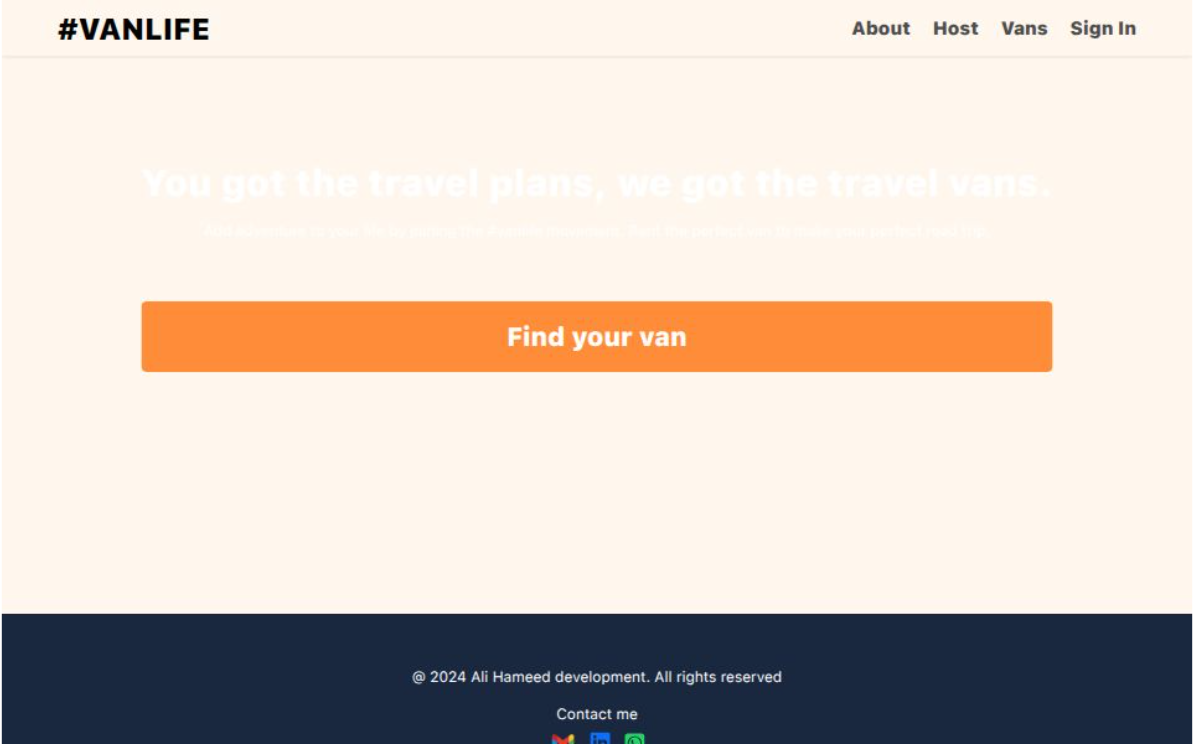 #VANLIFE
About Host Vans Sign In
You got the travel plans, we got the travel vans.
Add adventure to your life by joining the #vanlife movement. Rent the perfect van to make your perfect road trip.
Find your van
@ 2024 Ali Hameed development. All rights reserved
Contact me